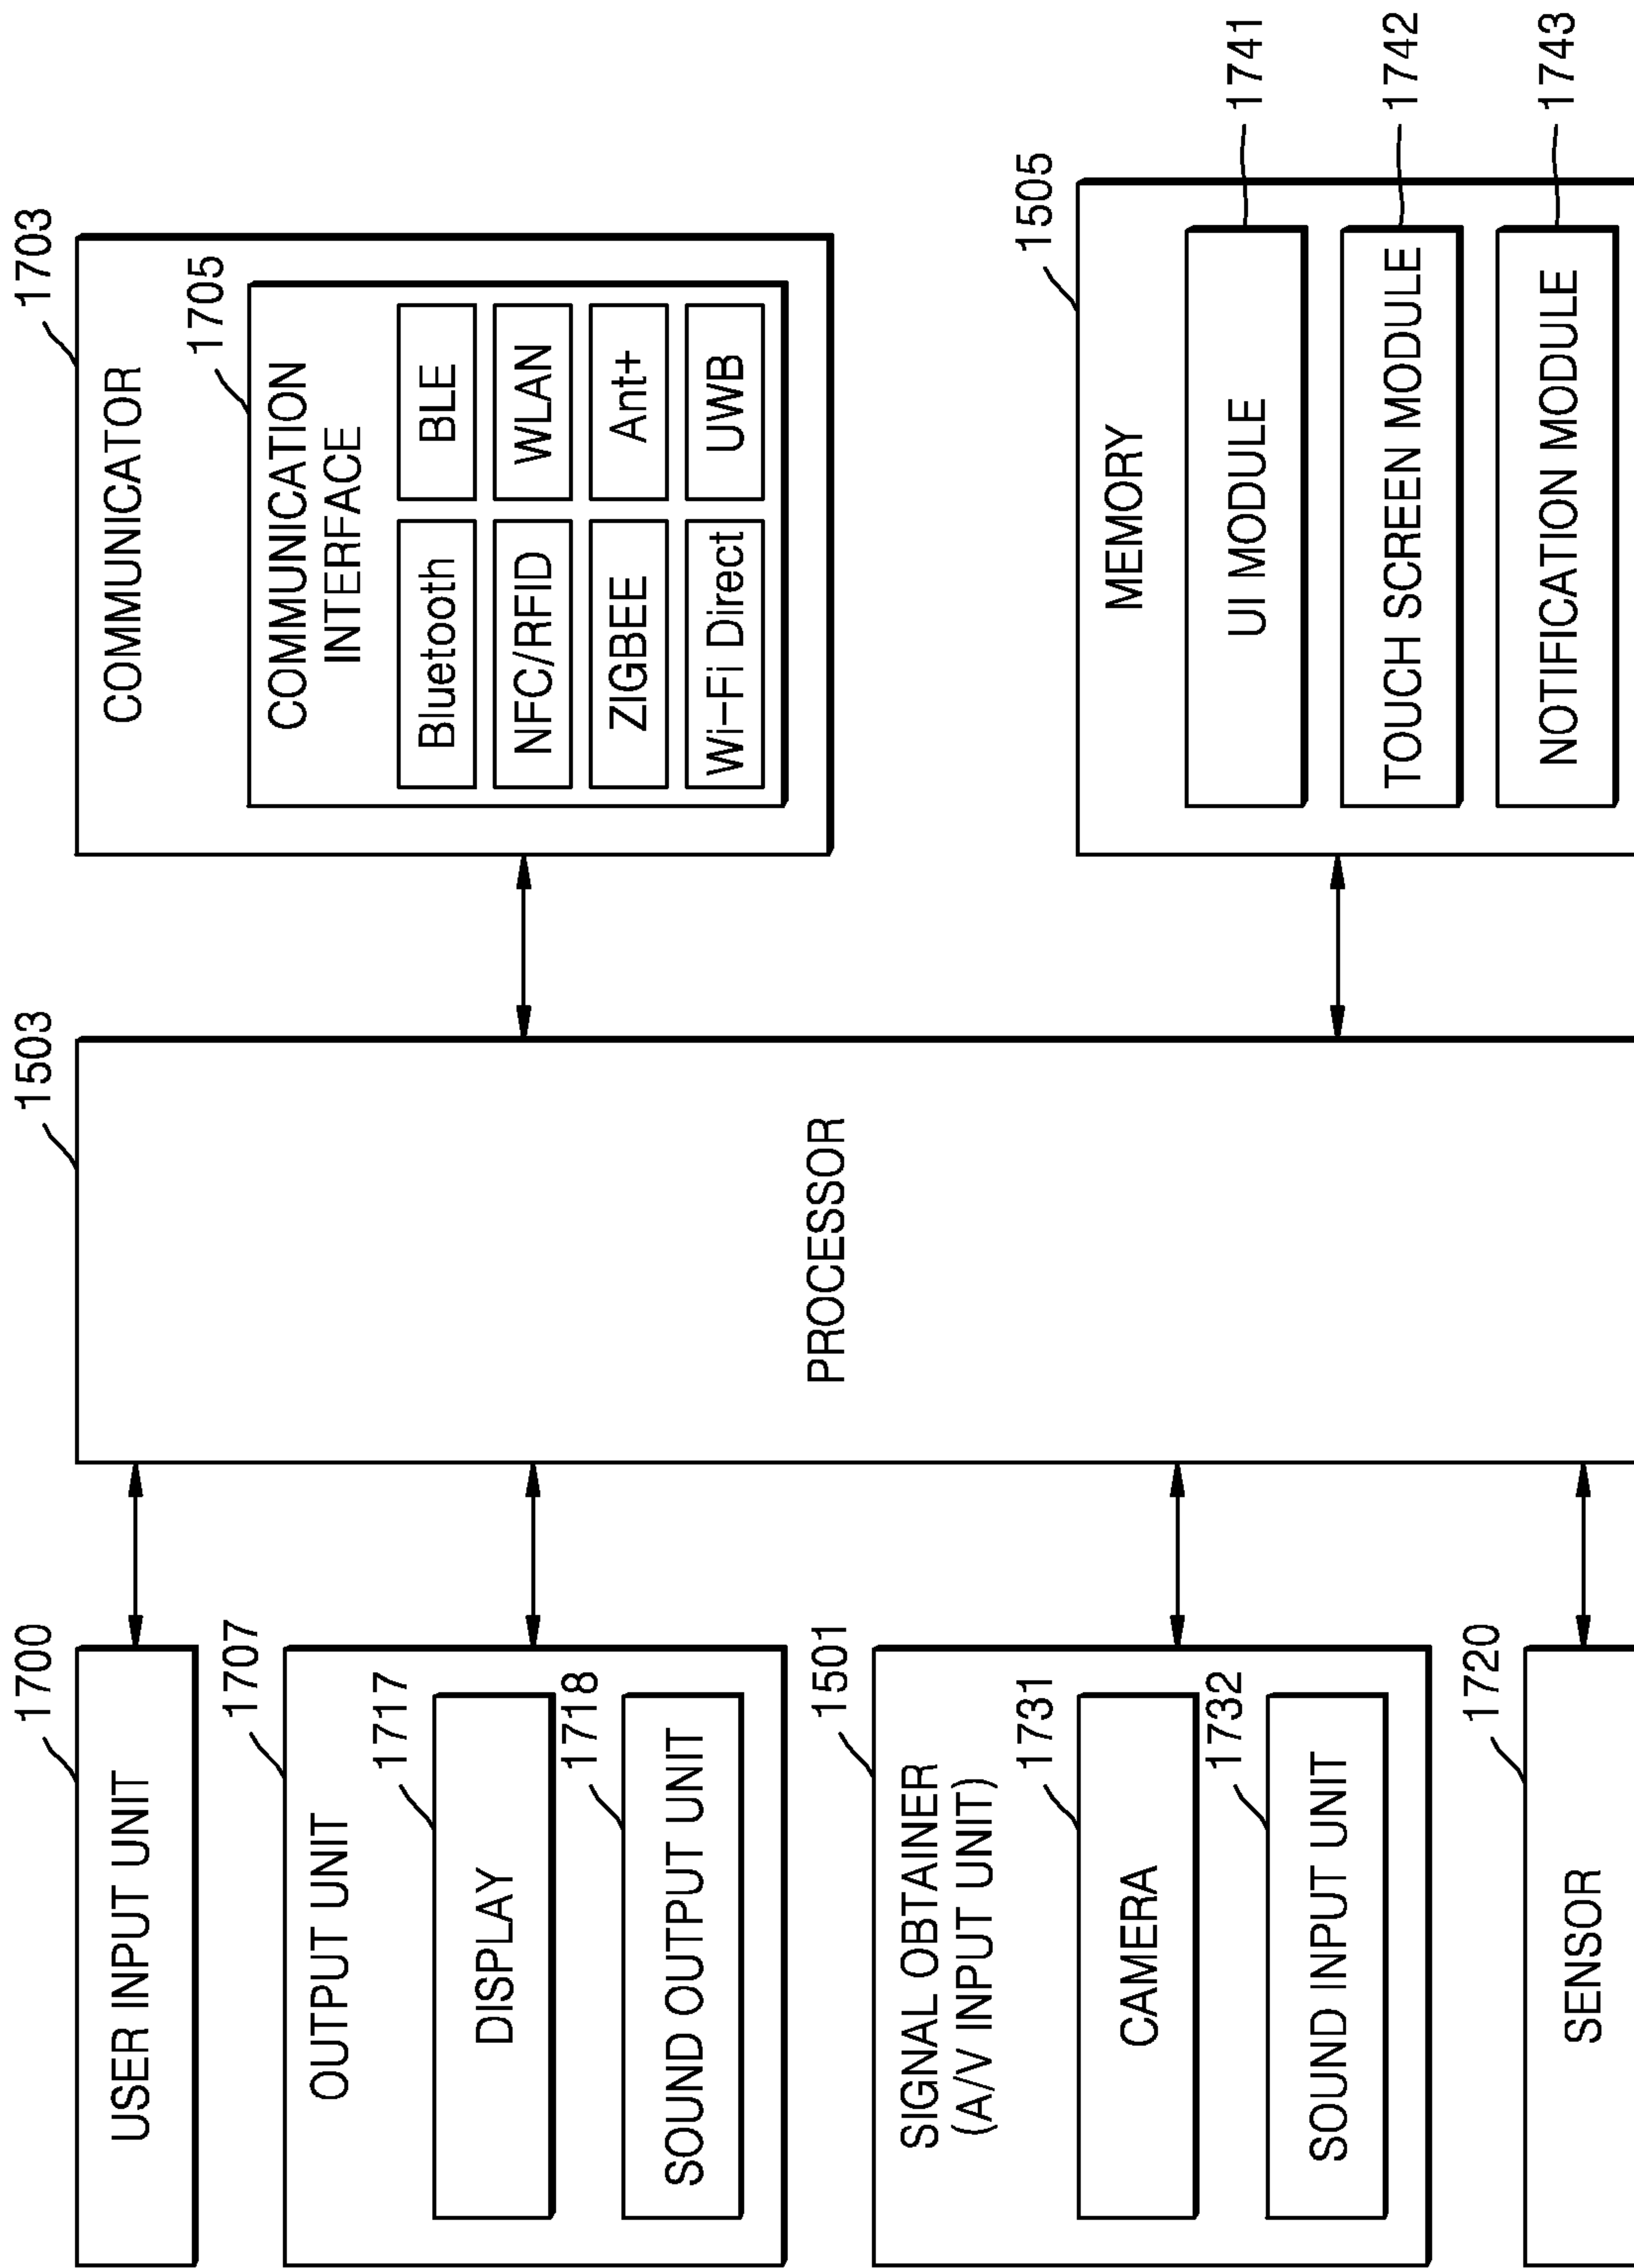 1700
USER INPUT UNIT
1707
OUTPUT UNIT
1717
DISPLAY
1718
SOUND OUTPUT UNIT
1501
SIGNAL OBTAINER
(A/V INPUT UNIT)
1731
CAMERA
1732
SOUND INPUT UNIT
1720
SENSOR
1503
PROCESSOR
1703
COMMUNICATOR
1705
COMMUNICATION
INTERFACE
Bluetooth
BLE
NFC/RFID
WLAN
ZIGBEE
Ant+
Wi-Fi Direct
UWB
1505
MEMORY
UI MODULE
1741
TOUCH SCREEN MODULE
1742
NOTIFICATION MODULE
1743